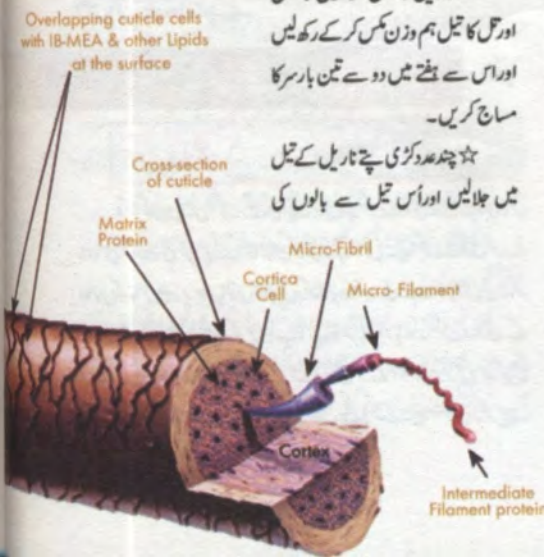 Overlapping cuticle cells
with IB-MEA & other Lipids
at the surface
اور تل کا تیل ہم وزن مکس کر کے رکھ لیں
اور اس سے ہفتے میں دو سے تین بار سر کا
مساج کریں۔
☆ چند عدد کڑی پتے ناریل کے تیل
میں جلالیں اور اُس تیل سے بالوں کی
Cross-section
of cuticle
Matrix
Protein
Cortica
Cell
Micro-Fibril
Micro-Filament
Cortex
Intermediate
Filament protein